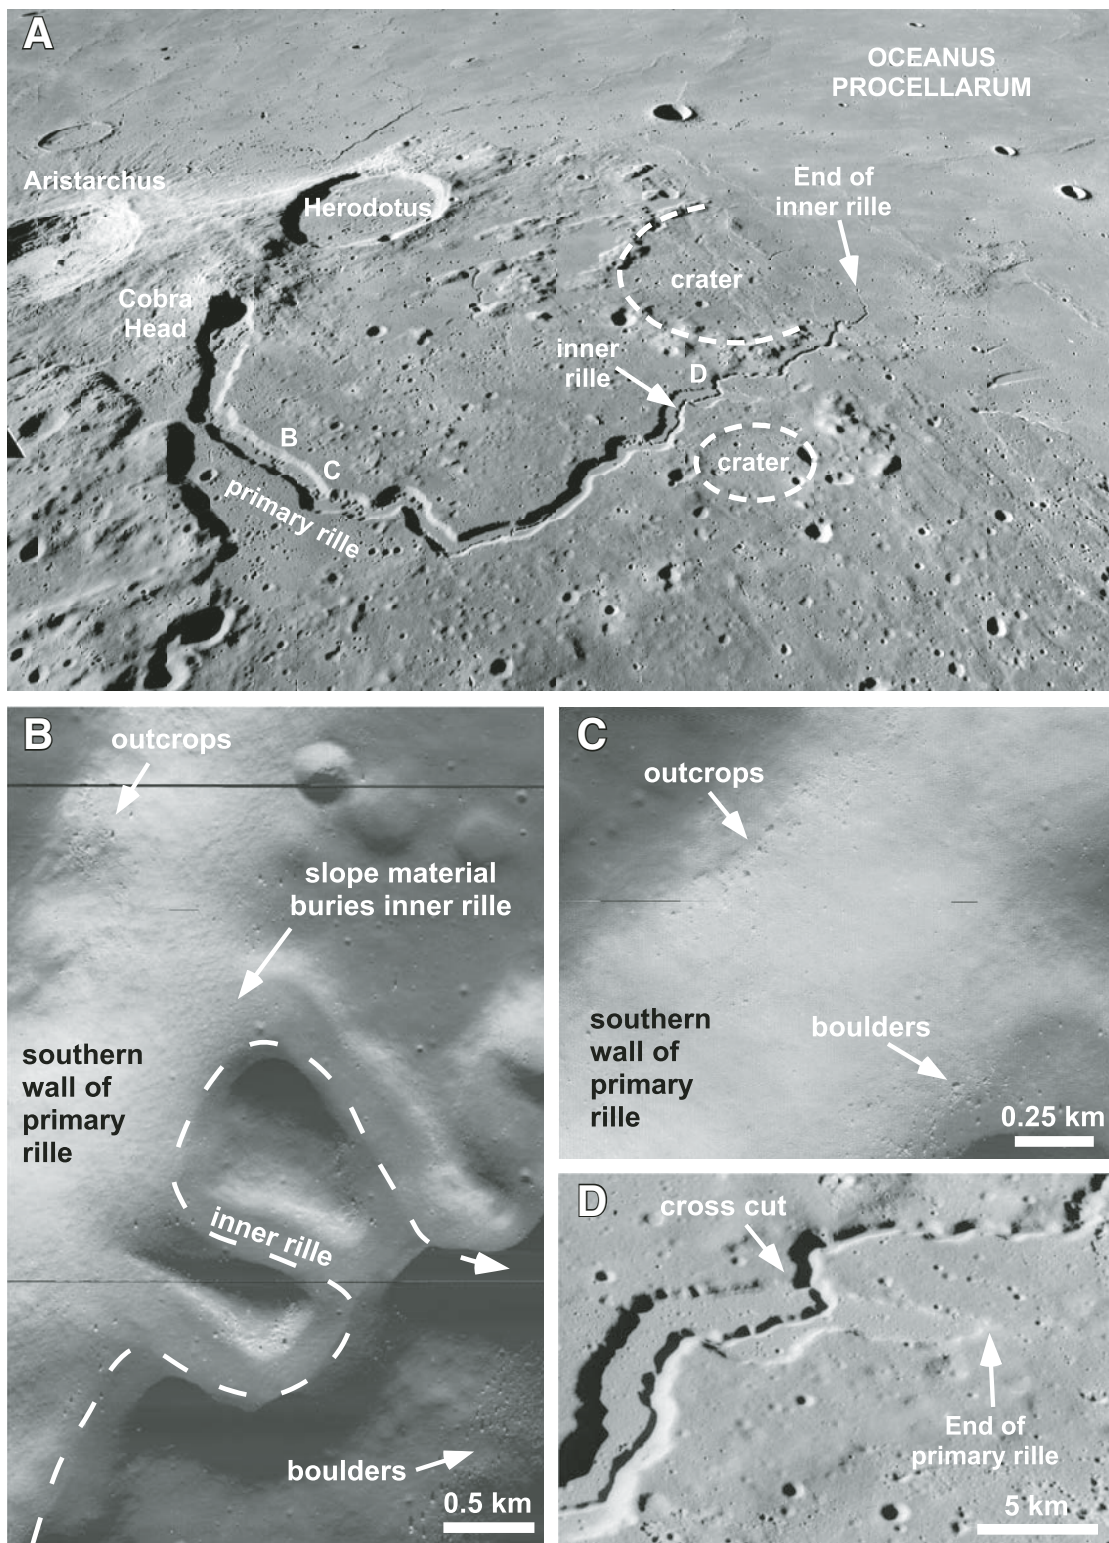 A
OCEANUS
PROCELLARUM
Aristarchus
Herodotus
End of
inner rille
crater
Cobra
Head
inner
rille
D
B
C
crater
primary rille
B
outcrops
slope material
buries inner rille
southern
wall of
primary
rille
inner rille
boulders
0.5 km
C
outcrops
southern
wall of
primary
rille
boulders
0.25 km
D
cross cut
End of
primary rille
5 km